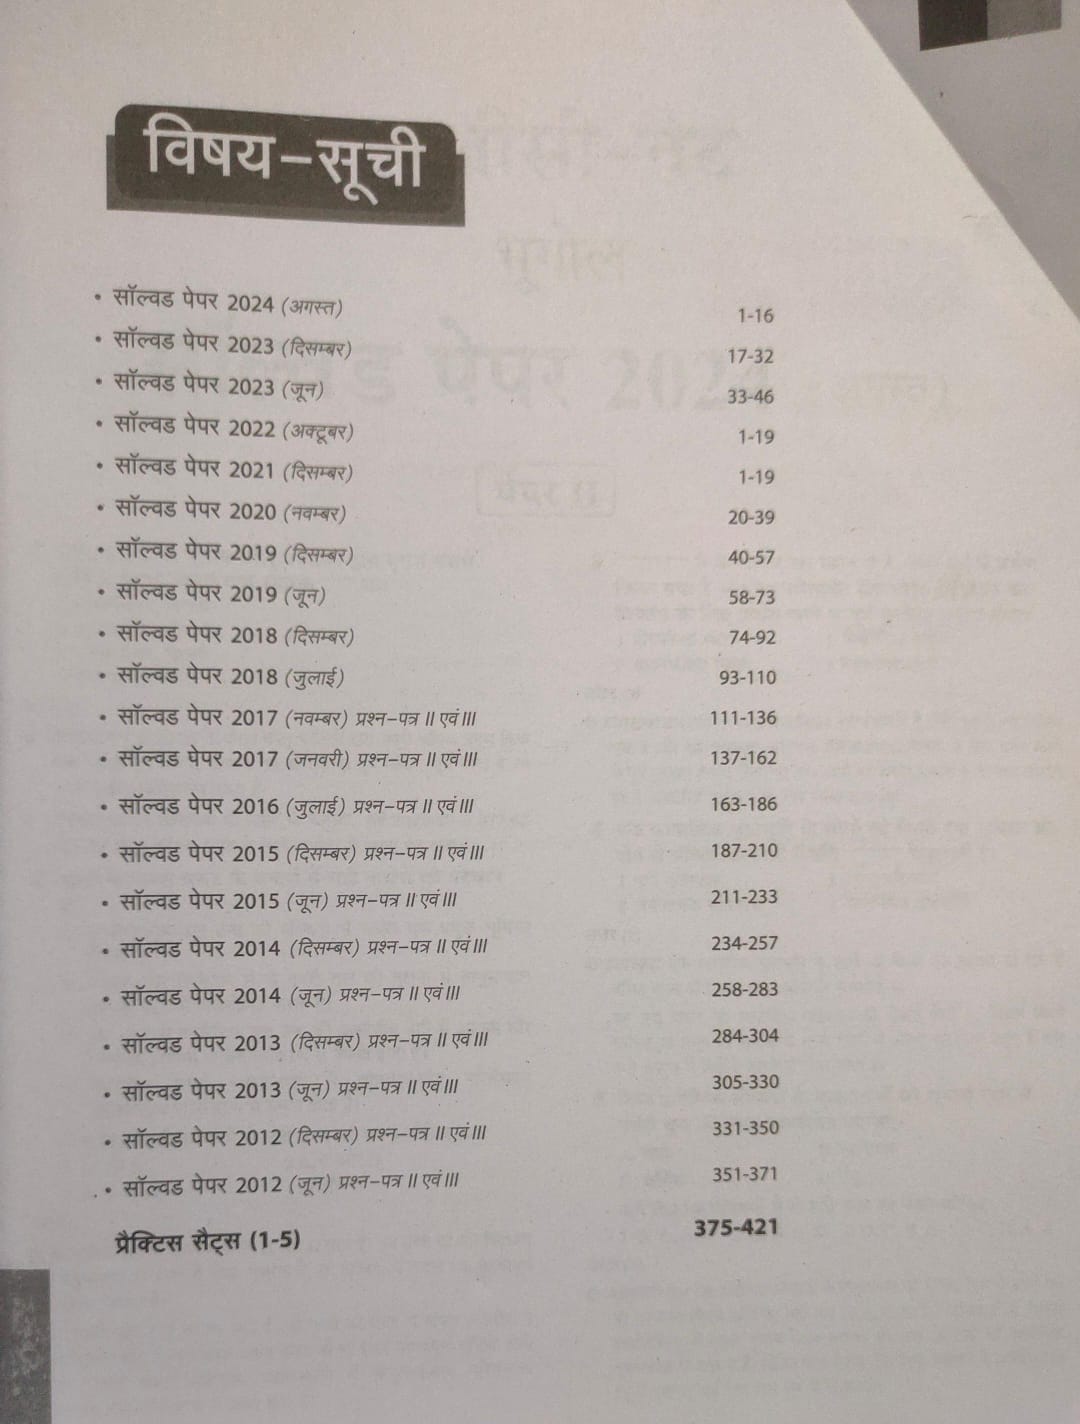 विषय-सूची
• सॉल्वड पेपर 2024 (अगस्त) 1-16
• सॉल्वड पेपर 2023 (दिसम्बर) 17-32
• सॉल्वड पेपर 2023 (जून) 33-46
• सॉल्वड पेपर 2022 (अक्टूबर) 1-19
• सॉल्वड पेपर 2021 (दिसम्बर) 1-19
• सॉल्वड पेपर 2020 (नवम्बर) 20-39
• सॉल्वड पेपर 2019 (दिसम्बर) 40-57
• सॉल्वड पेपर 2019 (जून) 58-73
• सॉल्वड पेपर 2018 (दिसम्बर) 74-92
• सॉल्वड पेपर 2018 (जुलाई) 93-110
• सॉल्वड पेपर 2017 (नवम्बर) प्रश्न-पत्र II एवं III 111-136
• सॉल्वड पेपर 2017 (जनवरी) प्रश्न-पत्र II एवं III 137-162
• सॉल्वड पेपर 2016 (जुलाई) प्रश्न-पत्र II एवं III 163-186
• सॉल्वड पेपर 2015 (दिसम्बर) प्रश्न-पत्र II एवं III 187-210
• सॉल्वड पेपर 2015 (जून) प्रश्न-पत्र II एवं III 211-233
• सॉल्वड पेपर 2014 (दिसम्बर) प्रश्न-पत्र II एवं III 234-257
• सॉल्वड पेपर 2014 (जून) प्रश्न-पत्र II एवं III 258-283
• सॉल्वड पेपर 2013 (दिसम्बर) प्रश्न-पत्र II एवं III 284-304
• सॉल्वड पेपर 2013 (जून) प्रश्न-पत्र II एवं III 305-330
• सॉल्वड पेपर 2012 (दिसम्बर) प्रश्न-पत्र II एवं III 331-350
• सॉल्वड पेपर 2012 (जून) प्रश्न-पत्र II एवं III 351-371
प्रैक्टिस सैट्स (1-5) 375-421